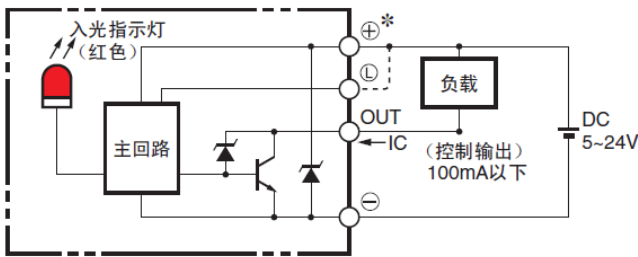 入光指示灯
（红色）
主回路
⊕*
Ⓛ
OUT
IC
⊖
负载
（控制输出）
100mA以下
DC
5~24V